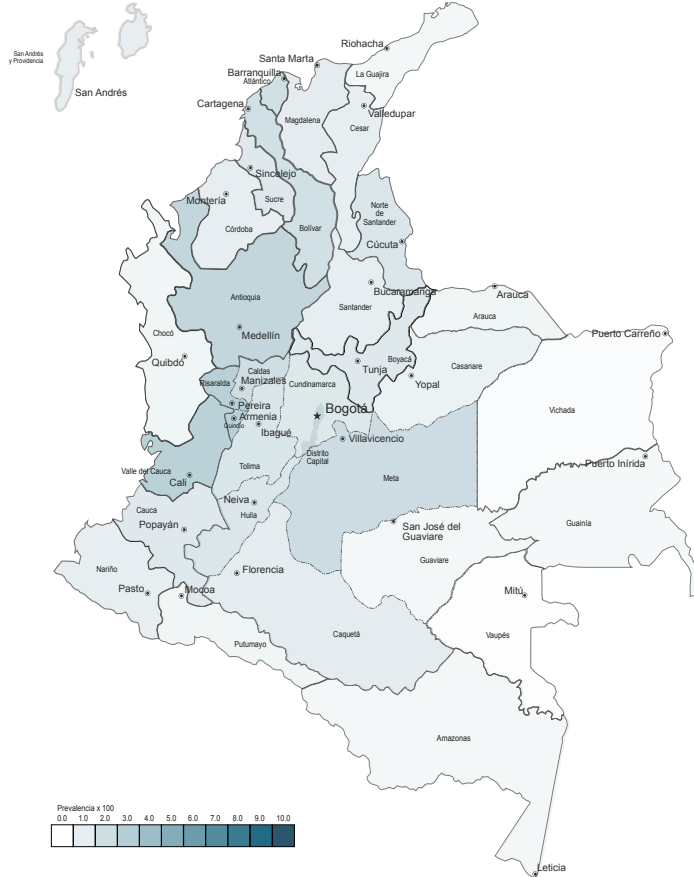 Riohacha
Santa Marta
San Andrés
y Providencia
Barranquilla
La Guajira
Atlántico
San Andrés
Cartagena
Valledupar
Magdalena
Cesar
Sincelejo
Montería
Sucre
Norte
de
Santander
Córdoba
Bolívar
Cúcuta
Bucaramanga
Arauca
Antioquia
Santander
Arauca
Chocó
Medellín
Puerto Carreño
Quibdó
Boyacá
Tunja
Casanare
Caldas
Risaralda
Manizales
Cundinamarca
Yopal
Pereira
Bogotá
Vichada
Armenia
Quindío
Ibagué
Villavicencio
Distrito
Capital
Puerto Inírida
Valle del Cauca
Tolima
Cali
Meta
Neiva
Cauca
Huila
Popayán
San José del
Guaviare
Guainía
Guaviare
Nariño
Florencia
Pasto
Mocoa
Mitú
Caquetá
Vaupés
Putumayo
Amazonas
Prevalencia x 100
0.0 1.0 2.0 3.0 4.0 5.0 6.0 7.0 8.0 9.0 10.0
Leticia